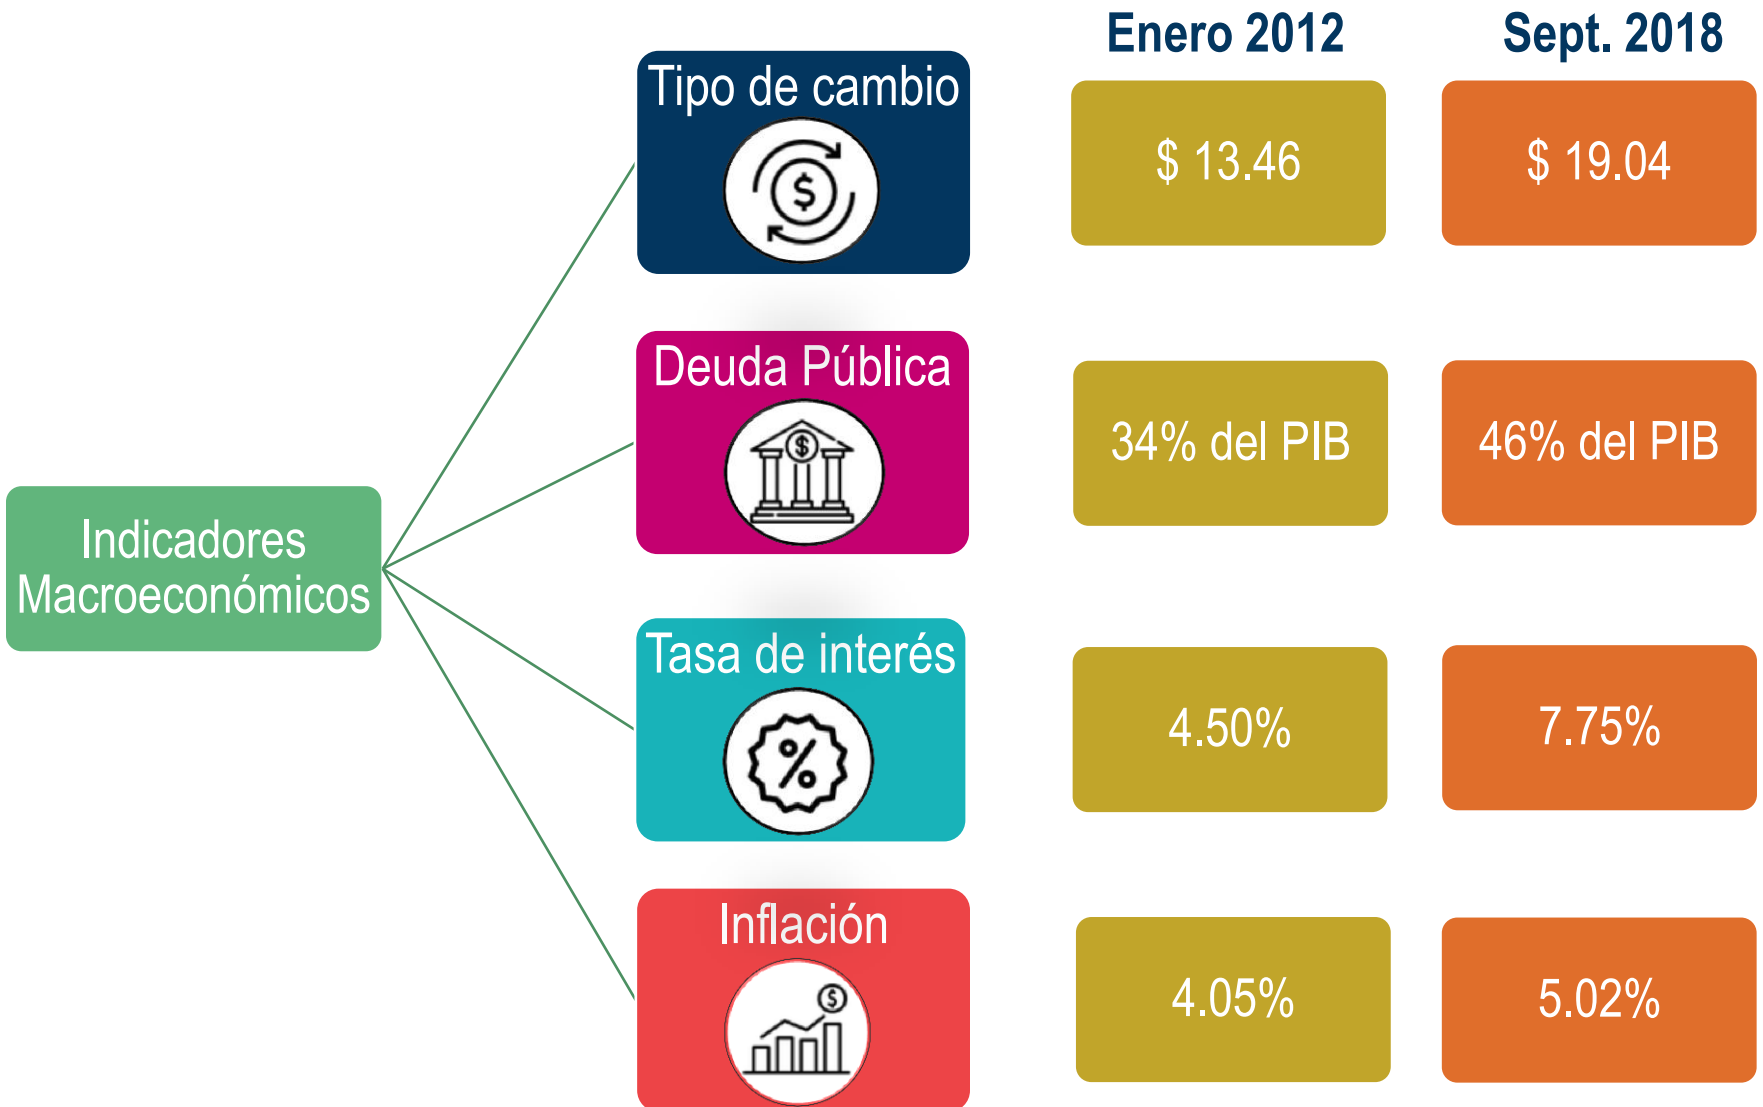 Enero 2012
Sept. 2018
Tipo de cambio
$
$ 13.46
$ 19.04
Deuda Pública
$
34% del PIB
46% del PIB
Indicadores
Macroeconómicos
Tasa de interés
%
4.50%
7.75%
Inflación
$
4.05%
5.02%